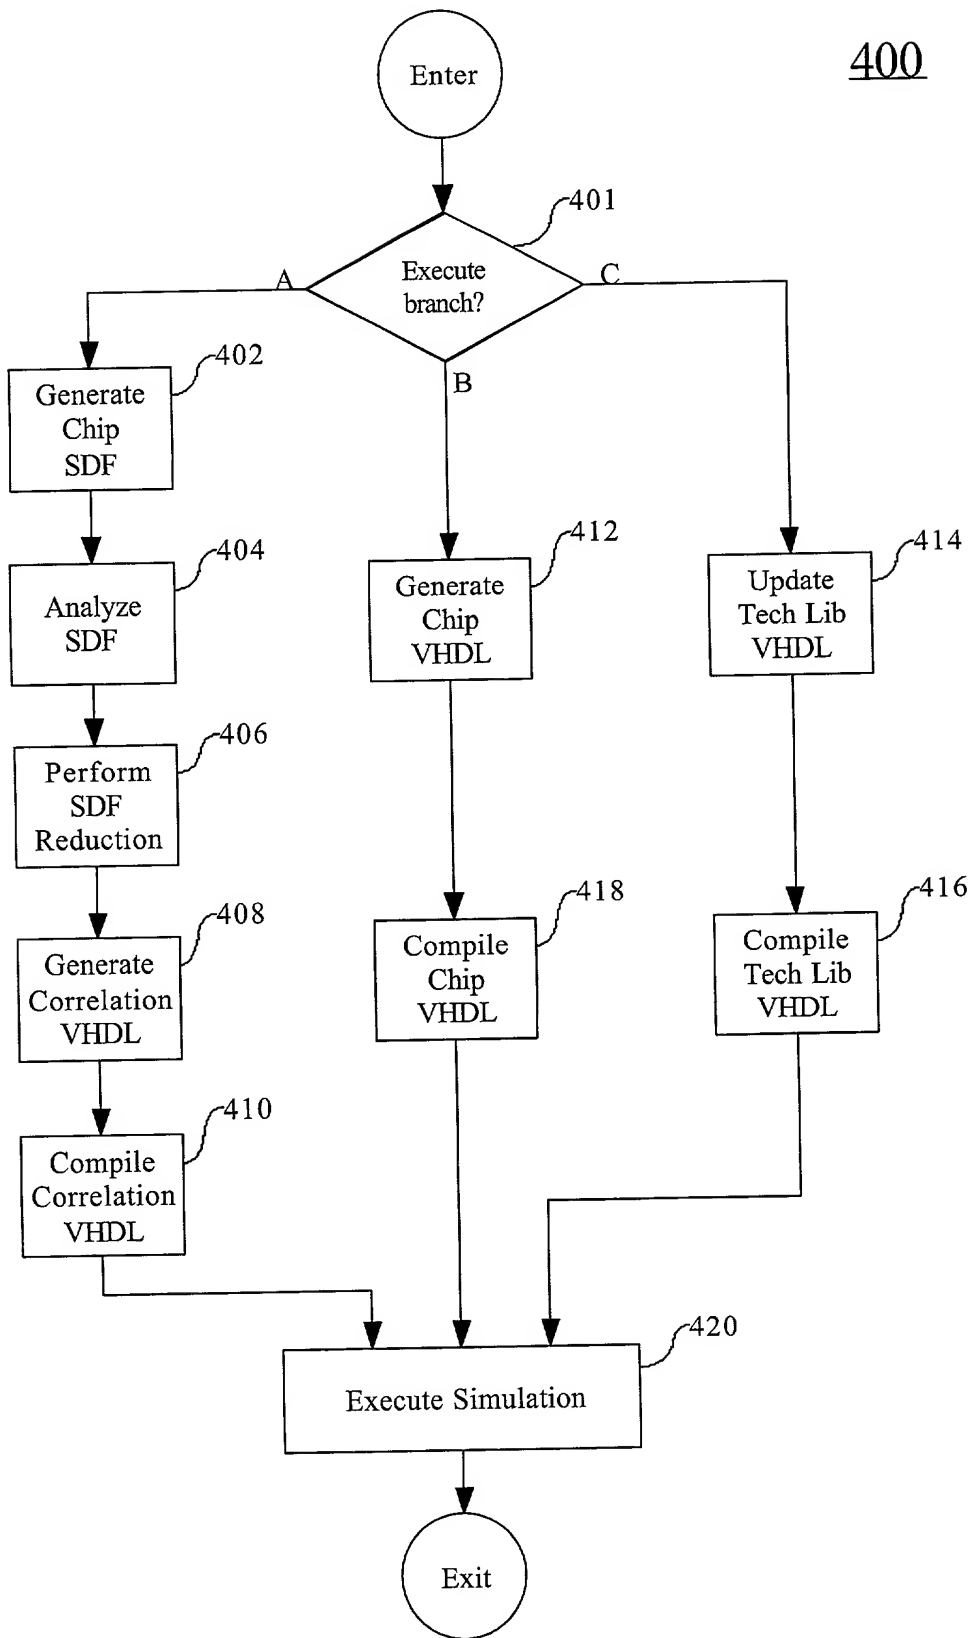 400
Enter
401
Execute
branch?
A
C
B
402
Generate
Chip
SDF
404
Analyze
SDF
412
Generate
Chip
VHDL
414
Update
Tech Lib
VHDL
406
Perform
SDF
Reduction
408
Generate
Correlation
VHDL
418
Compile
Chip
VHDL
416
Compile
Tech Lib
VHDL
410
Compile
Correlation
VHDL
420
Execute Simulation
Exit